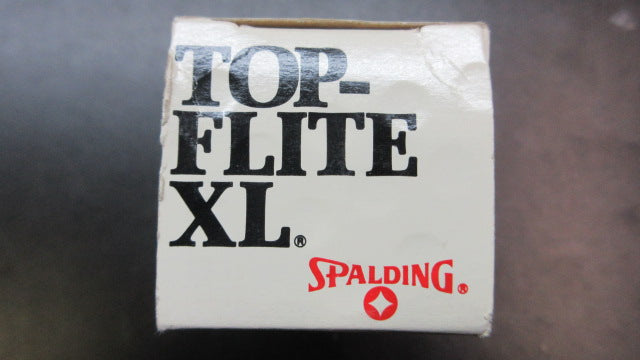 TOP-
FLITE
XL®
SPALDING®